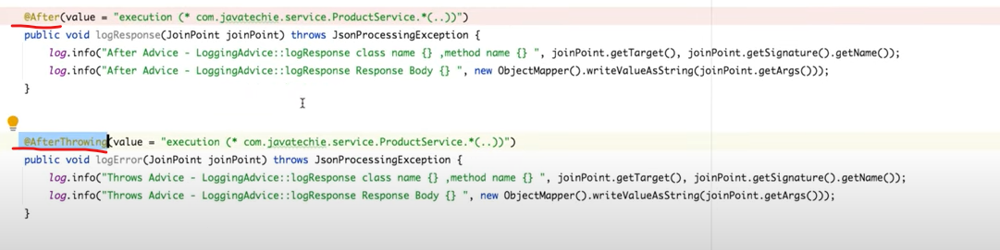 @After(value = "execution (* com.javatechie.service.ProductService.*(..))")
public void logResponse(JoinPoint joinPoint) throws JsonProcessingException {
log.info("After Advice - LoggingAdvice::logResponse class name {} ,method name {} ", joinPoint.getTarget(), joinPoint.getSignature().getName());
log.info("After Advice - LoggingAdvice::logResponse Response Body {} ", new ObjectMapper().writeValueAsString(joinPoint.getArgs()));
}
@AfterThrowing(value = "execution (* com.javatechie.service.ProductService.*(..))")
public void logError(JoinPoint joinPoint) throws JsonProcessingException {
log.info("Throws Advice - LoggingAdvice::logResponse class name {} ,method name {} ", joinPoint.getTarget(), joinPoint.getSignature().getName());
log.info("Throws Advice - LoggingAdvice::logResponse Response Body {} ", new ObjectMapper().writeValueAsString(joinPoint.getArgs()));
}